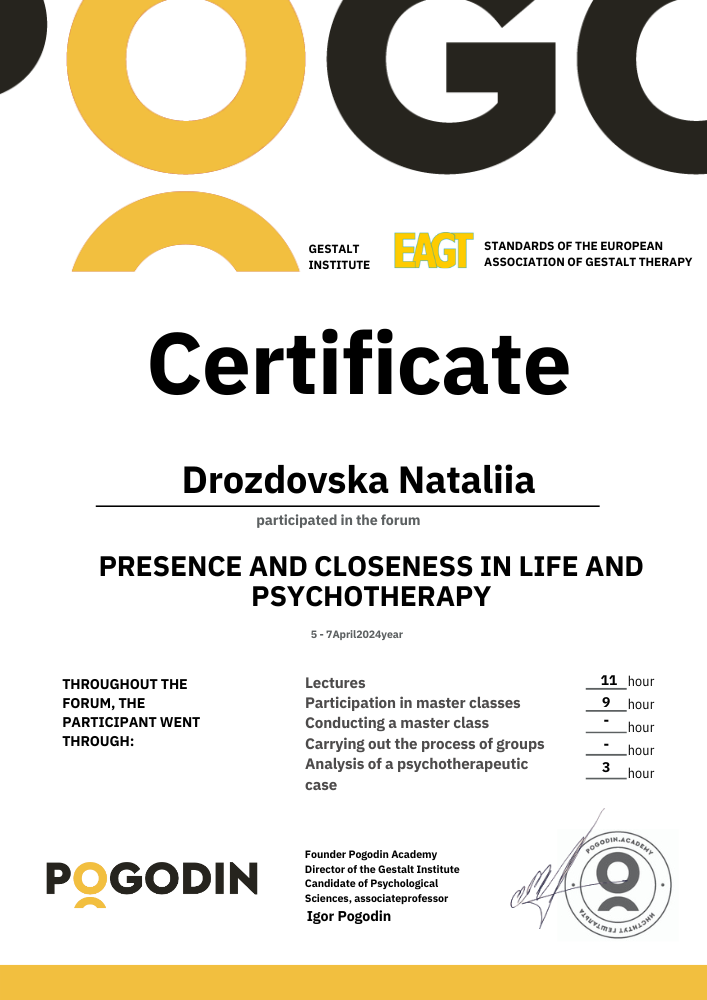 POGO
GESTALT
INSTITUTE
EAGT
STANDARDS OF THE EUROPEAN
ASSOCIATION OF GESTALT THERAPY
Certificate
Drozdovska Nataliia
participated in the forum
PRESENCE AND CLOSENESS IN LIFE AND
PSYCHOTHERAPY
5 - 7April2024year
THROUGHOUT THE
FORUM, THE
PARTICIPANT WENT
THROUGH:
Lectures 11 hour
Participation in master classes 9 hour
Conducting a master class - hour
Carrying out the process of groups - hour
Analysis of a psychotherapeutic 3 hour
case
POGODIN
Founder Pogodin Academy
Director of the Gestalt Institute
Candidate of Psychological
Sciences, associateprofessor
Igor Pogodin
POGODIN.ACADEMY
ИНСТИТУТ ГЕШТАЛЬТА